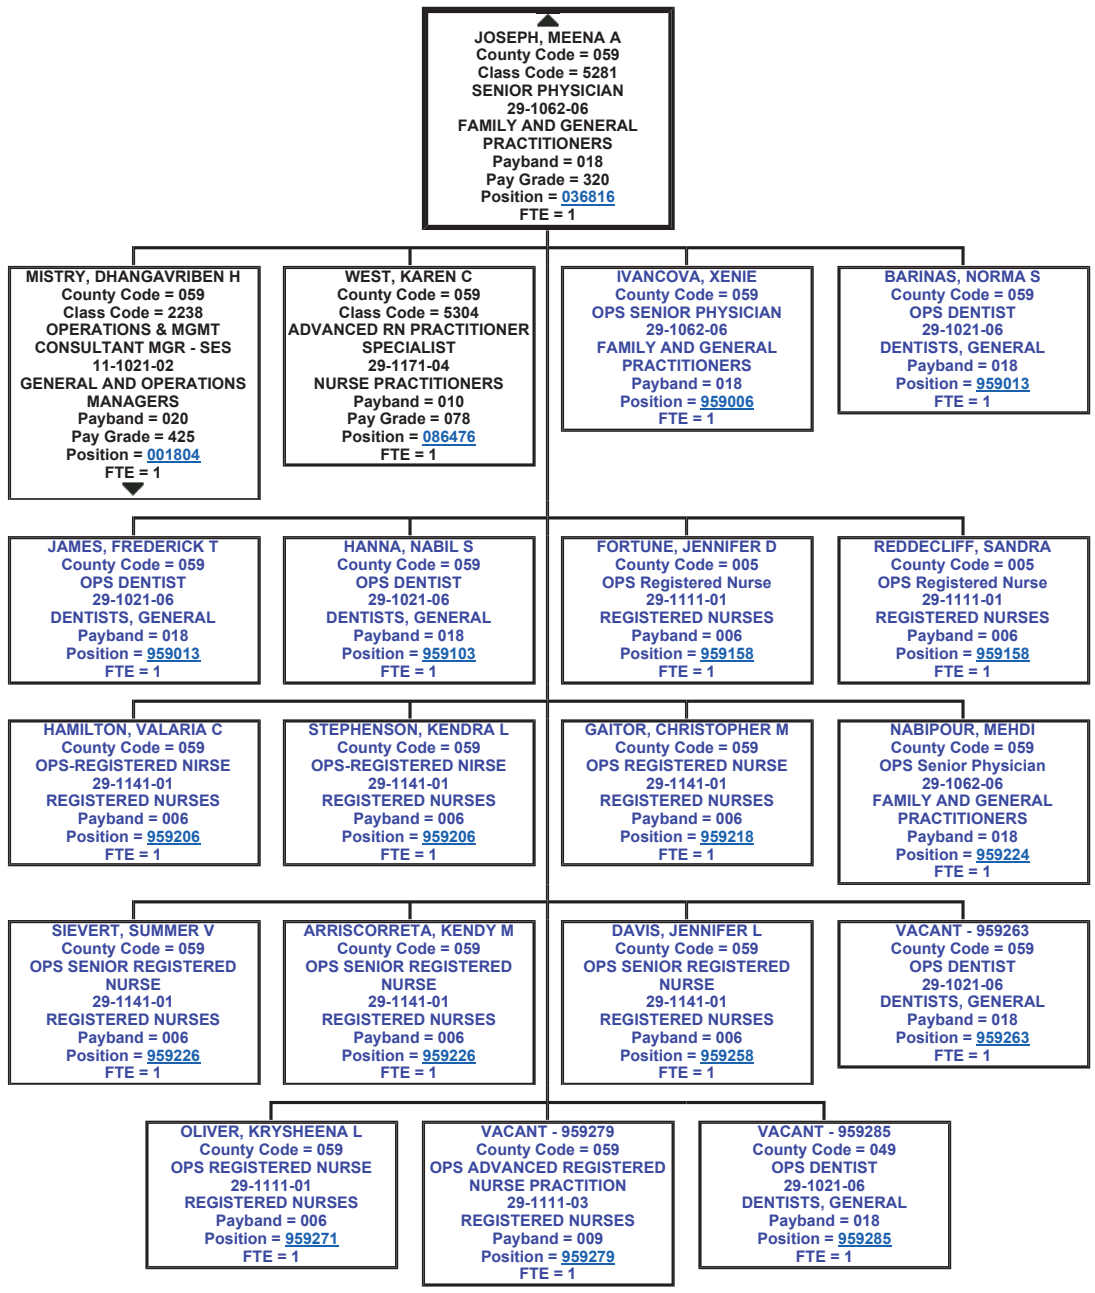 JOSEPH, MEENA A
County Code = 059
Class Code = 5281
SENIOR PHYSICIAN
29-1062-06
FAMILY AND GENERAL
PRACTITIONERS
Payband = 018
Pay Grade = 320
Position = 036816
FTE = 1
MISTRY, DHANGAVRIBEN H
County Code = 059
Class Code = 2238
OPERATIONS & MGMT
CONSULTANT MGR - SES
11-1021-02
GENERAL AND OPERATIONS
MANAGERS
Payband = 020
Pay Grade = 425
Position = 001804
FTE = 1
WEST, KAREN C
County Code = 059
Class Code = 5304
ADVANCED RN PRACTITIONER
SPECIALIST
29-1171-04
NURSE PRACTITIONERS
Payband = 010
Pay Grade = 078
Position = 086476
FTE = 1
IVANCOVA, XENIE
County Code = 059
OPS SENIOR PHYSICIAN
29-1062-06
FAMILY AND GENERAL
PRACTITIONERS
Payband = 018
Position = 959006
FTE = 1
BARINAS, NORMA S
County Code = 059
OPS DENTIST
29-1021-06
DENTISTS, GENERAL
Payband = 018
Position = 959013
FTE = 1
JAMES, FREDERICK T
County Code = 059
OPS DENTIST
29-1021-06
DENTISTS, GENERAL
Payband = 018
Position = 959013
FTE = 1
HANNA, NABIL S
County Code = 059
OPS DENTIST
29-1021-06
DENTISTS, GENERAL
Payband = 018
Position = 959103
FTE = 1
FORTUNE, JENNIFER D
County Code = 005
OPS Registered Nurse
29-1111-01
REGISTERED NURSES
Payband = 006
Position = 959158
FTE = 1
REDDECLIFF, SANDRA
County Code = 005
OPS Registered Nurse
29-1111-01
REGISTERED NURSES
Payband = 006
Position = 959158
FTE = 1
HAMILTON, VALARIA C
County Code = 059
OPS-REGISTERED NIRSE
29-1141-01
REGISTERED NURSES
Payband = 006
Position = 959206
FTE = 1
STEPHENSON, KENDRA L
County Code = 059
OPS-REGISTERED NIRSE
29-1141-01
REGISTERED NURSES
Payband = 006
Position = 959206
FTE = 1
GAITOR, CHRISTOPHER M
County Code = 059
OPS REGISTERED NURSE
29-1141-01
REGISTERED NURSES
Payband = 006
Position = 959218
FTE = 1
NABIPOUR, MEHDI
County Code = 059
OPS Senior Physician
29-1062-06
FAMILY AND GENERAL
PRACTITIONERS
Payband = 018
Position = 959224
FTE = 1
SIEVERT, SUMMER V
County Code = 059
OPS SENIOR REGISTERED
NURSE
29-1141-01
REGISTERED NURSES
Payband = 006
Position = 959226
FTE = 1
ARRISCORRETA, KENDY M
County Code = 059
OPS SENIOR REGISTERED
NURSE
29-1141-01
REGISTERED NURSES
Payband = 006
Position = 959226
FTE = 1
DAVIS, JENNIFER L
County Code = 059
OPS SENIOR REGISTERED
NURSE
29-1141-01
REGISTERED NURSES
Payband = 006
Position = 959258
FTE = 1
VACANT - 959263
County Code = 059
OPS DENTIST
29-1021-06
DENTISTS, GENERAL
Payband = 018
Position = 959263
FTE = 1
OLIVER, KRYSHEENA L
County Code = 059
OPS REGISTERED NURSE
29-1111-01
REGISTERED NURSES
Payband = 006
Position = 959271
FTE = 1
VACANT - 959279
County Code = 059
OPS ADVANCED REGISTERED
NURSE PRACTITION
29-1111-03
REGISTERED NURSES
Payband = 009
Position = 959279
FTE = 1
VACANT - 959285
County Code = 049
OPS DENTIST
29-1021-06
DENTISTS, GENERAL
Payband = 018
Position = 959285
FTE = 1